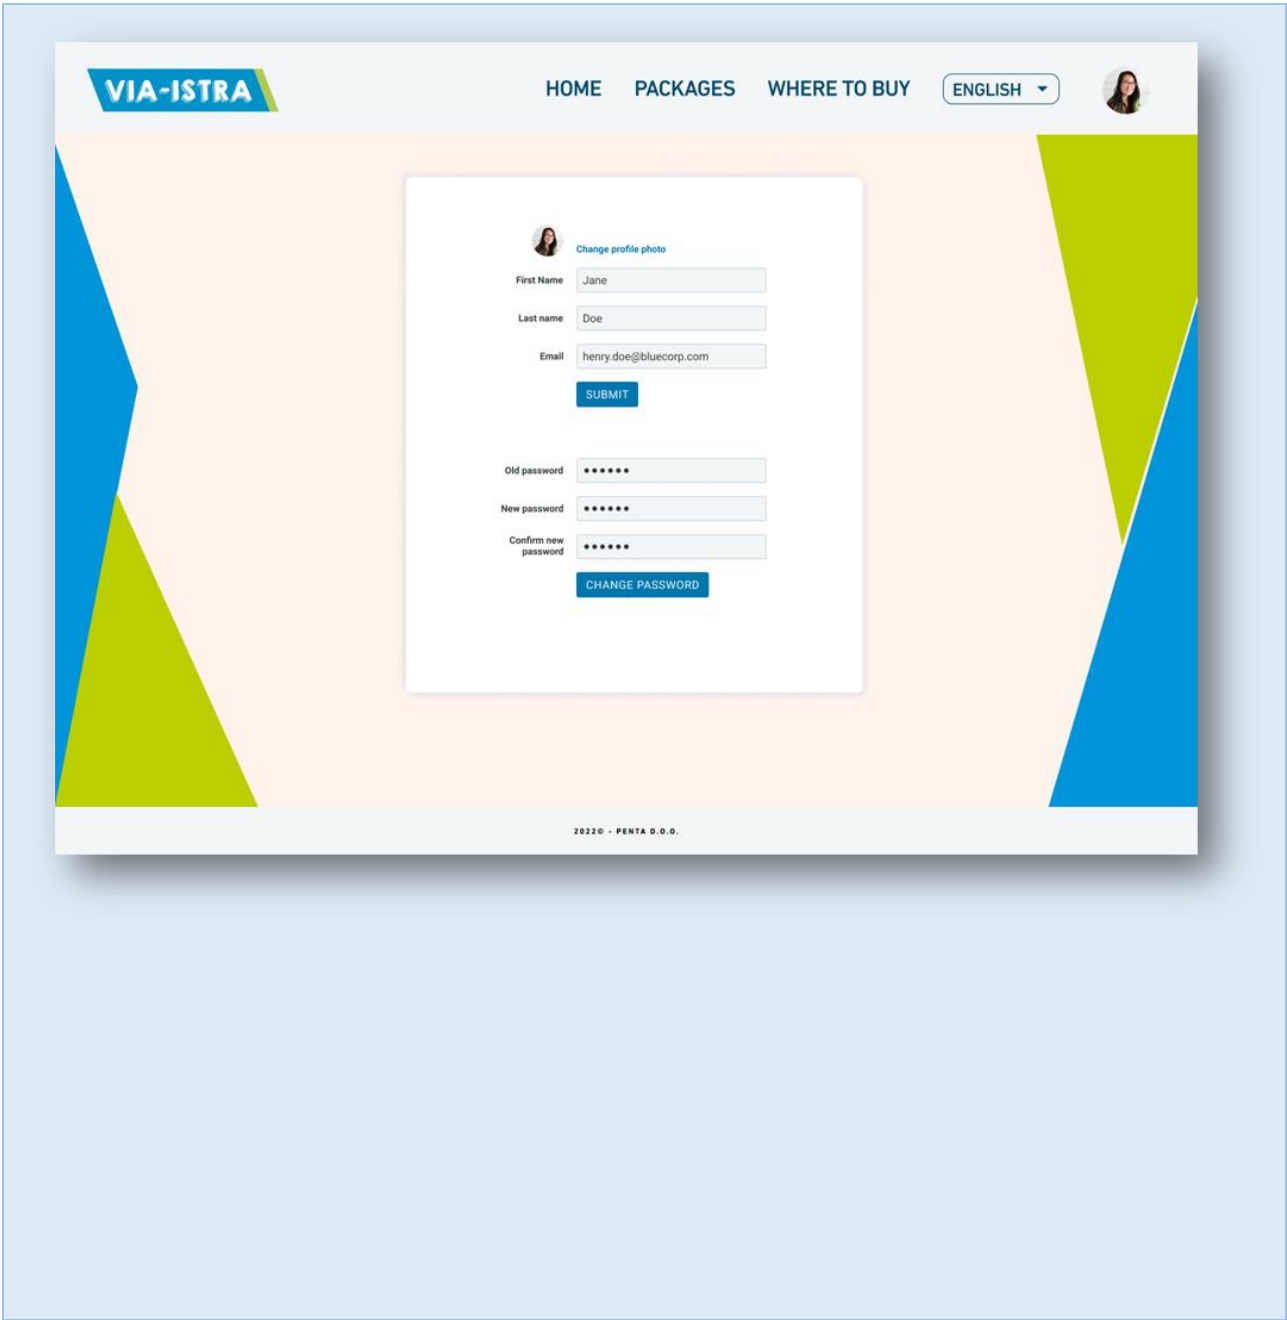 VIA-ISTRA
HOME PACKAGES WHERE TO BUY ENGLISH
Change profile photo
First Name Jane
Last name Doe
Email henry.doe@bluecorp.com
SUBMIT
Old password ●●●●●●
New password ●●●●●●
Confirm new
password ●●●●●●
CHANGE PASSWORD
2022© - PENTA D.O.O.